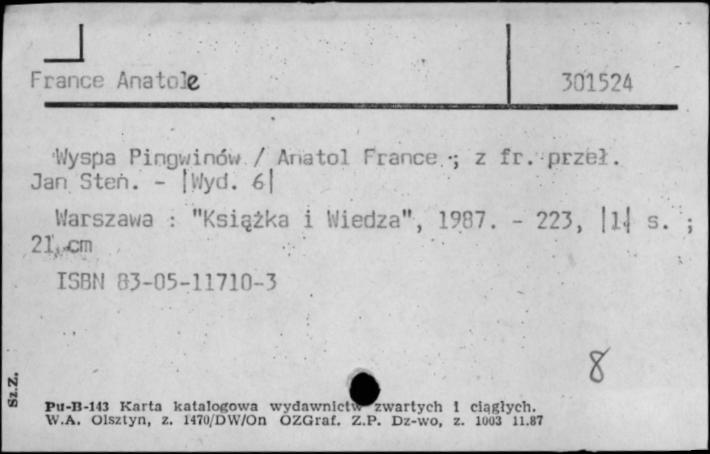 France Anatole 301524
Wyspa Pingwinów / Anatol France ; z fr. przeł.
Jan Steń. - |Wyd. 6|
Warszawa : "Książka i Wiedza", 1987. - 223, |1| s. ;
21 cm
ISBN 83-05-11710-3
8
Sz.Z.
Pu-B-143 Karta katalogowa wydawnictw zwartych i ciągłych.
W.A. Olsztyn, z. 1470/DW/On OZGraf. Z.P. Dz-wo, z. 1003 11.87